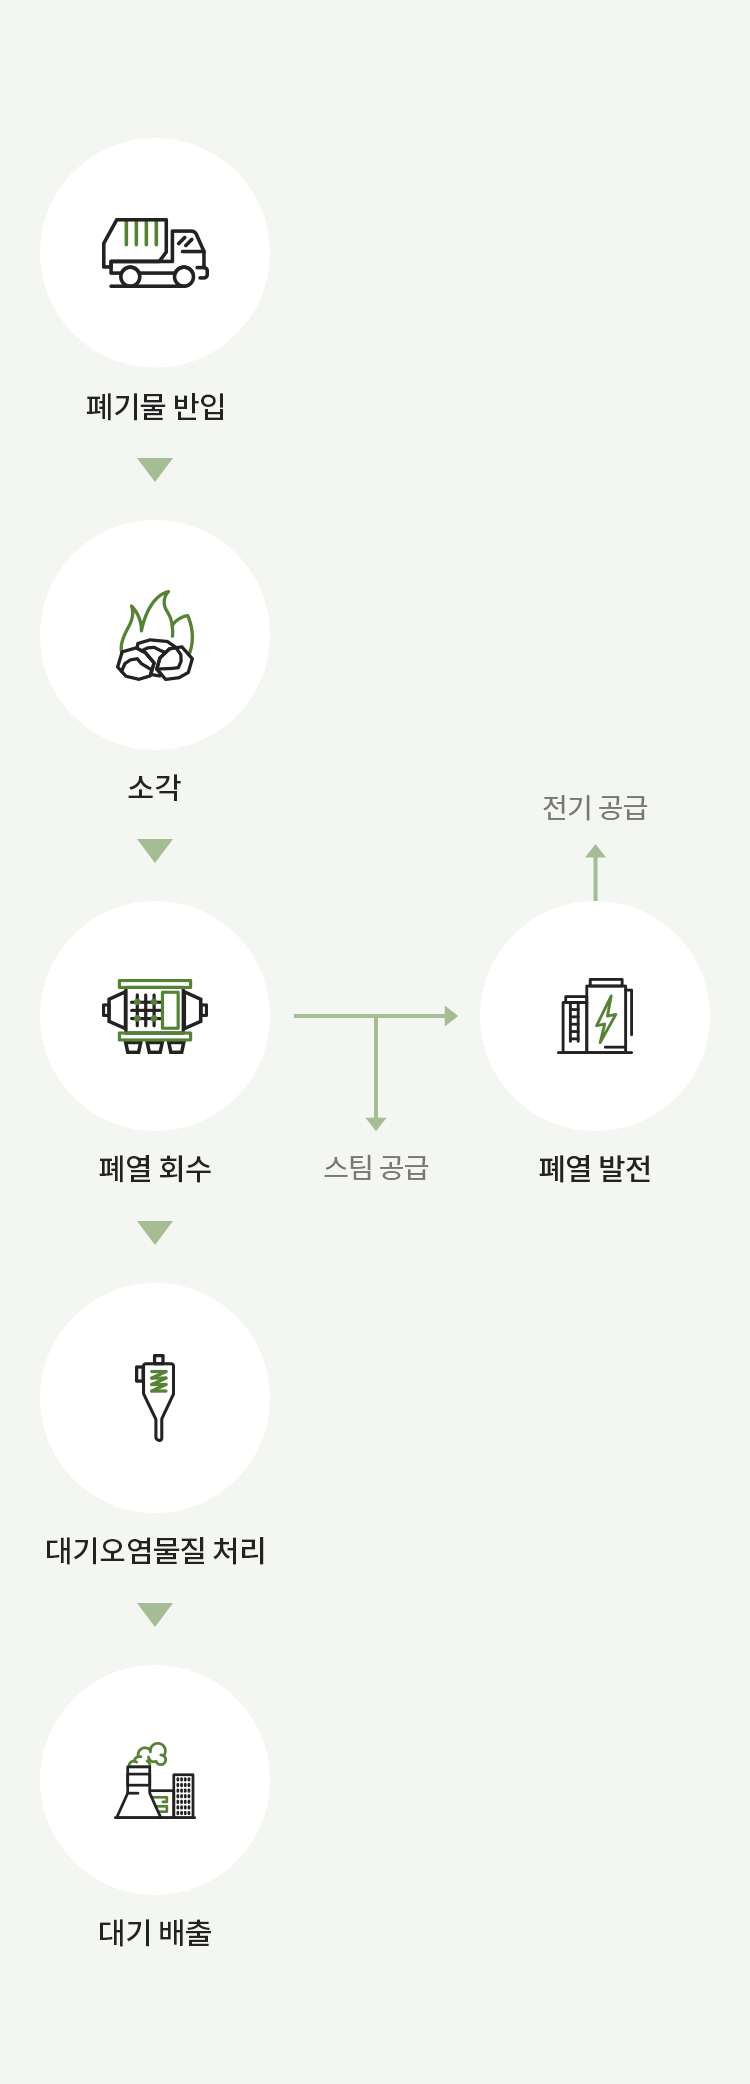 폐기물 반입
소각
전기 공급
폐열 회수
스팀 공급
폐열 발전
대기오염물질 처리
대기 배출